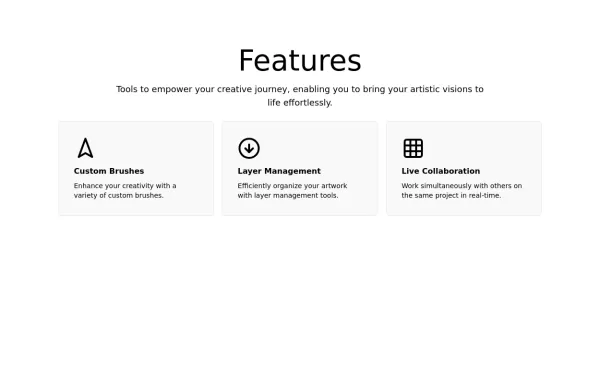 Features
Tools to empower your creative journey, enabling you to bring your artistic visions to
life effortlessly.
Custom Brushes
Enhance your creativity with a
variety of custom brushes.
Layer Management
Efficiently organize your artwork
with layer management tools.
Live Collaboration
Work simultaneously with others on
the same project in real-time.